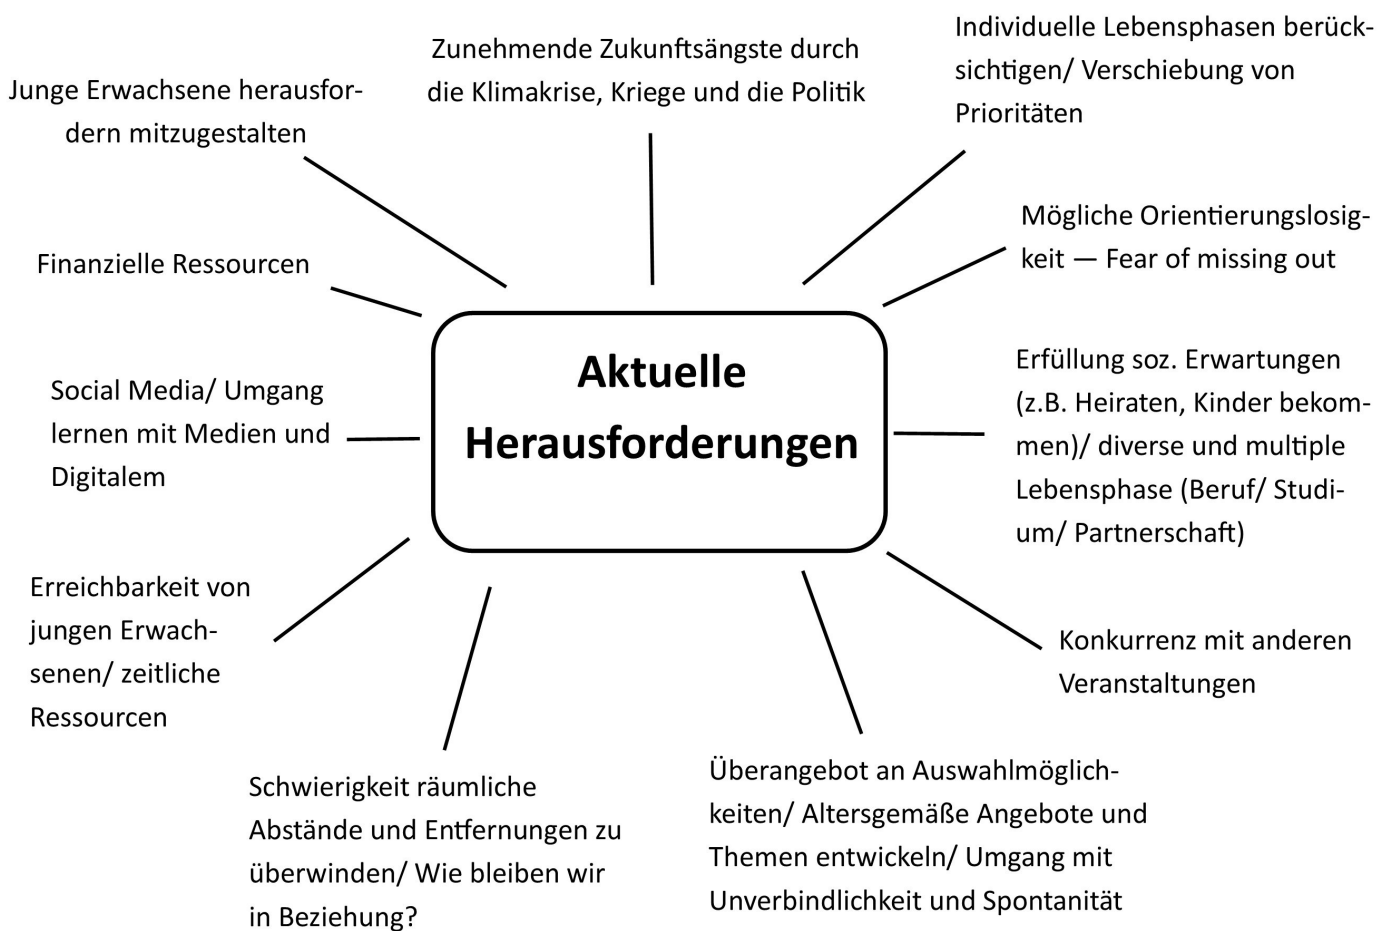 Zunehmende Zukunftsängste durch
die Klimakrise, Kriege und die Politik
Individuelle Lebensphasen berück-
sichtigen/ Verschiebung von
Prioritäten
Mögliche Orientierungslosig-
keit — Fear of missing out
Erfüllung soz. Erwartungen
(z.B. Heiraten, Kinder bekom-
men)/ diverse und multiple
Lebensphase (Beruf/ Studi-
um/ Partnerschaft)
Konkurrenz mit anderen
Veranstaltungen
Überangebot an Auswahlmöglich-
keiten/ Altersgemäße Angebote und
Themen entwickeln/ Umgang mit
Unverbindlichkeit und Spontanität
Schwierigkeit räumliche
Abstände und Entfernungen zu
überwinden/ Wie bleiben wir
in Beziehung?
Erreichbarkeit von
jungen Erwach-
senen/ zeitliche
Ressourcen
Social Media/ Umgang
lernen mit Medien und
Digitalem
Finanzielle Ressourcen
Junge Erwachsene herausfor-
dern mitzugestalten
Aktuelle
Herausforderungen